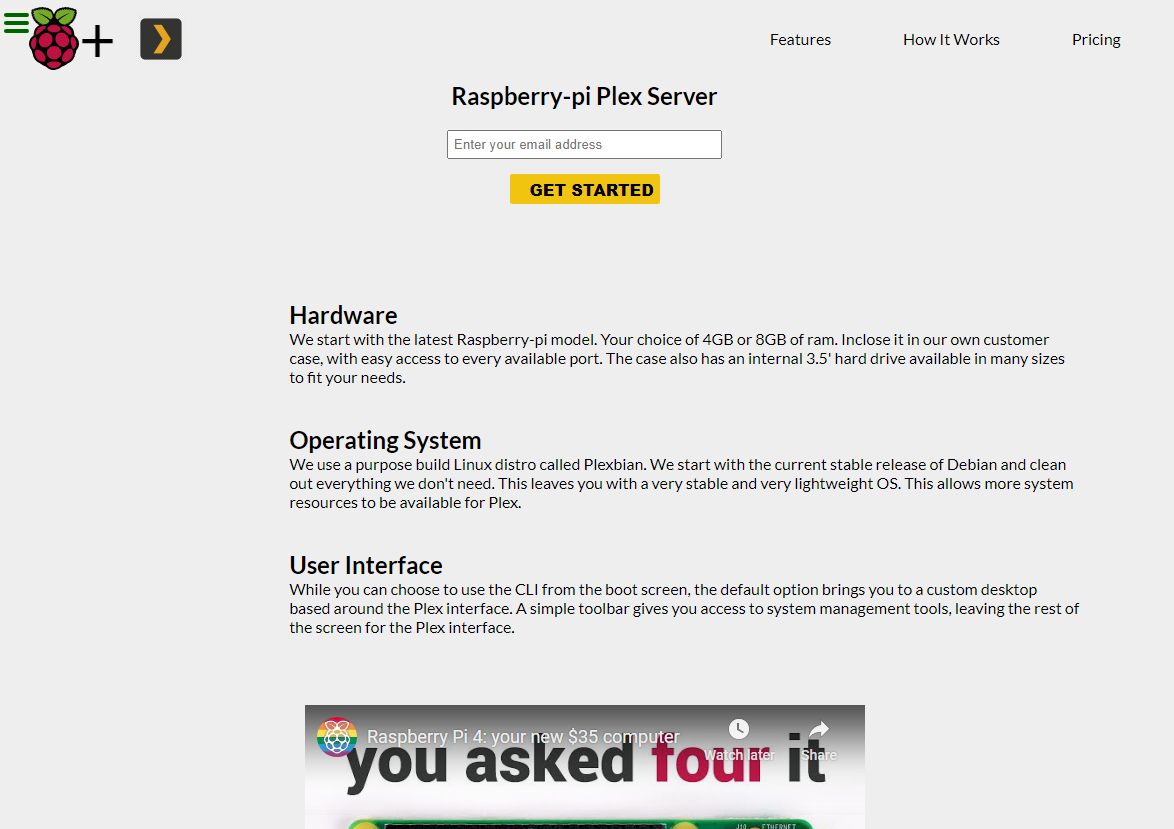 Features
How It Works
Pricing
Raspberry-pi Plex Server
Enter your email address
GET STARTED
Hardware
We start with the latest Raspberry-pi model. Your choice of 4GB or 8GB of ram. Inclose it in our own customer
case, with easy access to every available port. The case also has an internal 3.5' hard drive available in many sizes
to fit your needs.
Operating System
We use a purpose build Linux distro called Plexbian. We start with the current stable release of Debian and clean
out everything we don't need. This leaves you with a very stable and very lightweight OS. This allows more system
resources to be available for Plex.
User Interface
While you can choose to use the CLI from the boot screen, the default option brings you to a custom desktop
based around the Plex interface. A simple toolbar gives you access to system management tools, leaving the rest of
the screen for the Plex interface.
Raspberry Pi 4: your new $35 computer
Watch later
Share
you asked four it
J10 ETHERNET